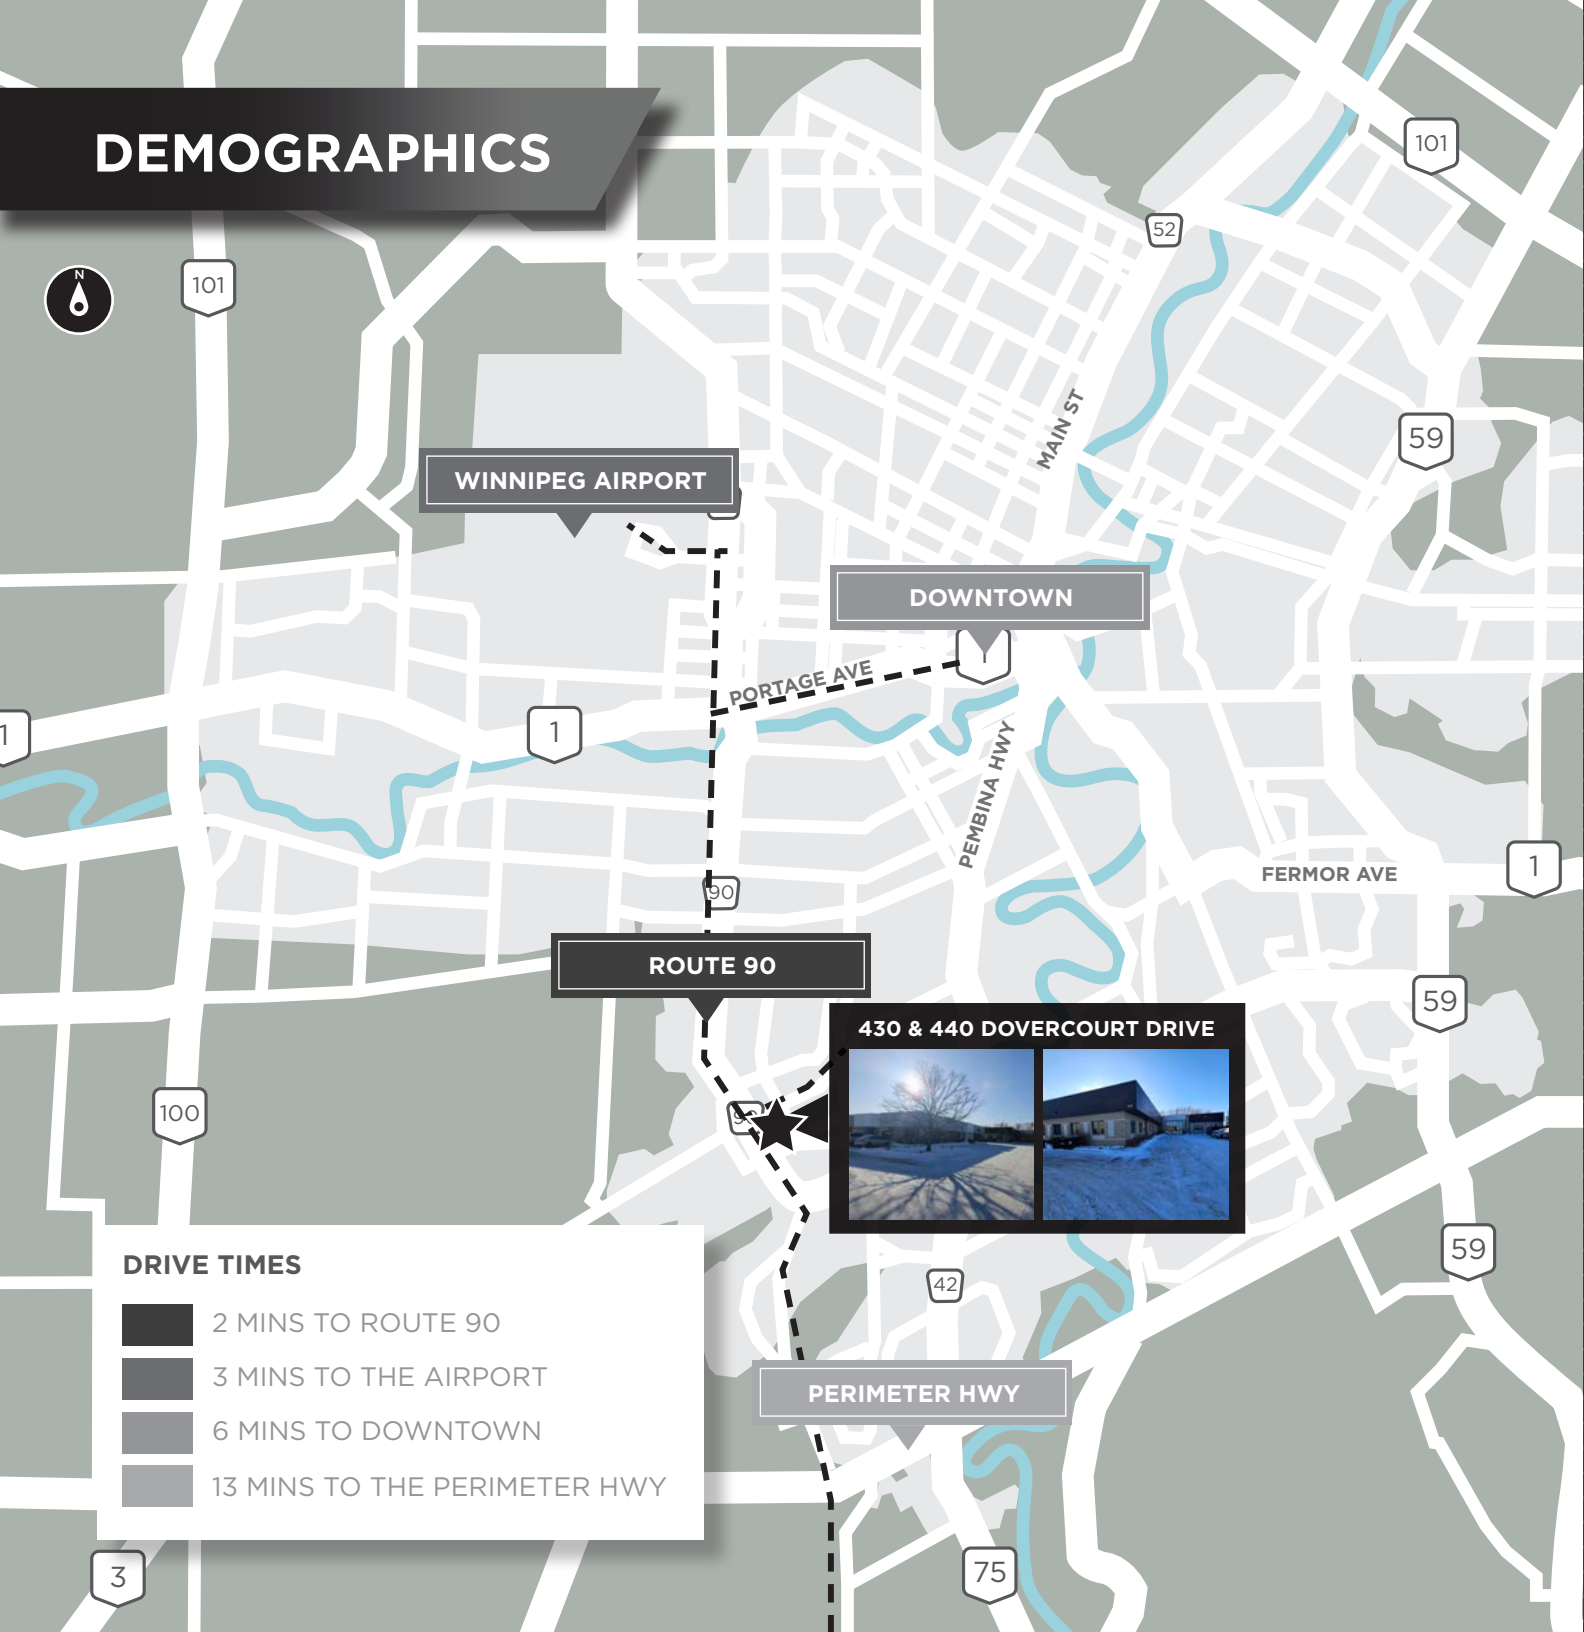 DEMOGRAPHICS
101
52
101
N
59
MAIN ST
WINNIPEG AIRPORT
DOWNTOWN
1
PORTAGE AVE
1
1
PEMBINA HWY
FERMOR AVE
1
90
ROUTE 90
59
430 & 440 DOVERCOURT DRIVE
100
59
42
DRIVE TIMES
2 MINS TO ROUTE 90
3 MINS TO THE AIRPORT
6 MINS TO DOWNTOWN
13 MINS TO THE PERIMETER HWY
PERIMETER HWY
3
75